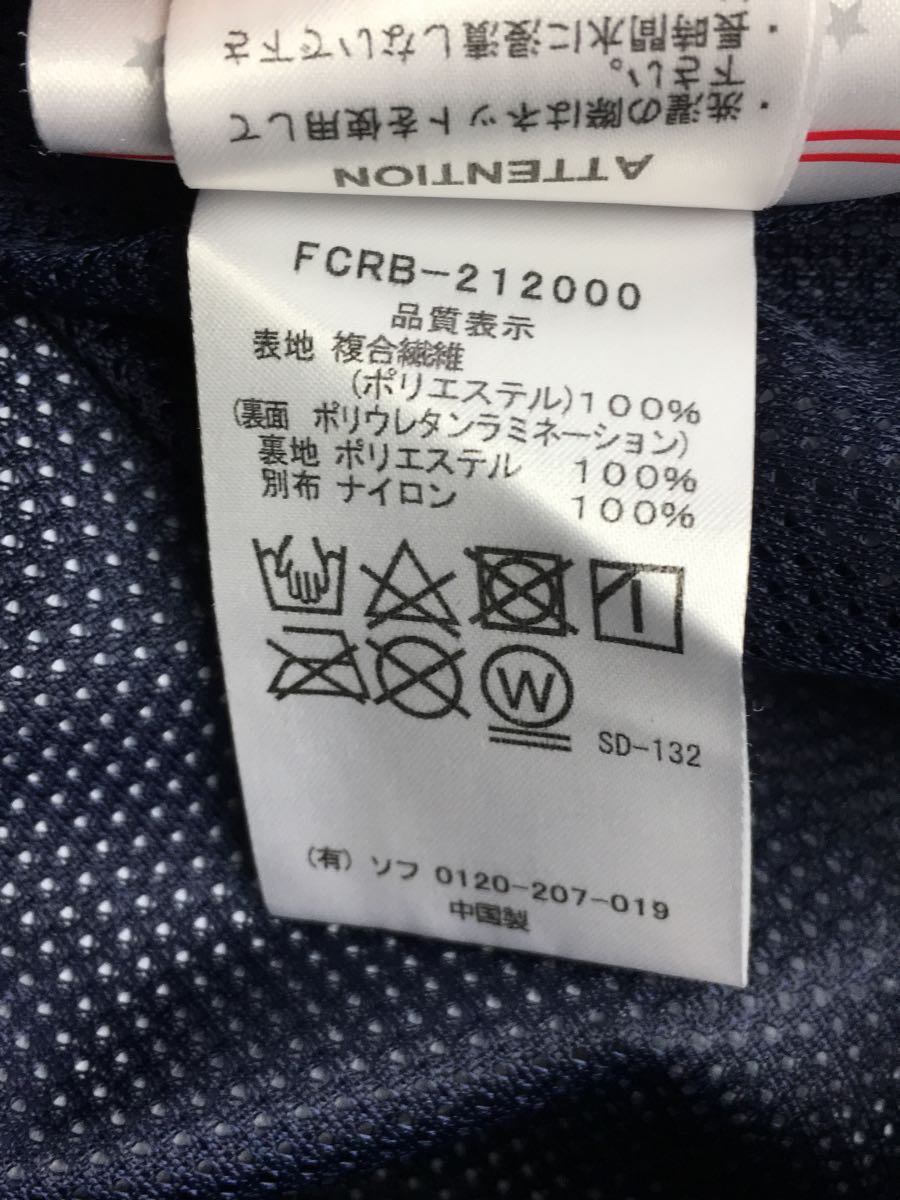 ATTENTION
・洗濯の際はネットを使用して
下さい。
・長時間水に浸漬しないで下さ
FCRB-212000
品質表示
表地 複合繊維
(ポリエステル)100%
(裏面 ポリウレタンラミネーション)
裏地 ポリエステル 100%
別布 ナイロン 100%
W
SD-132
(有) ソフ 0120-207-019
中国製